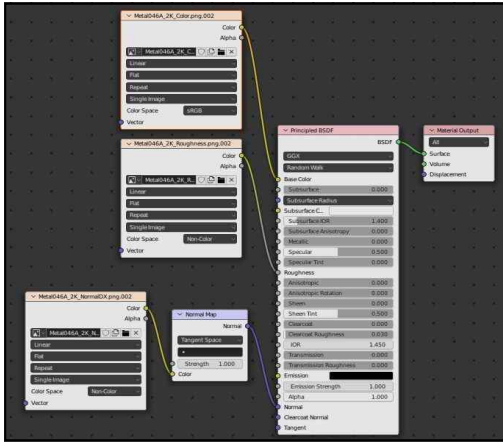 Metal046A_2K_Color.png.002
Color
Alpha
Metal046A_2K_C...
Linear
Flat
Repeat
Single Image
Color Space sRGB
Vector
Metal046A_2K_Roughness.png.002
Color
Alpha
Metal046A_2K_R...
Linear
Flat
Repeat
Single Image
Color Space Non-Color
Vector
Metal046A_2K_NormalDX.png.002
Color
Alpha
Metal046A_2K_N...
Linear
Flat
Repeat
Single Image
Color Space Non-Color
Vector
Normal Map
Normal
Tangent Space
Strength 1.000
Color
Principled BSDF
BSDF
GGX
Random Walk
Base Color
Subsurface 0.000
Subsurface Radius
Subsurface C...
Subsurface IOR 1.400
Subsurface Anisotropy 0.000
Metallic 0.000
Specular 0.500
Specular Tint 0.000
Roughness
Anisotropic 0.000
Anisotropic Rotation 0.000
Sheen 0.000
Sheen Tint 0.500
Clearcoat 0.000
Clearcoat Roughness 0.030
IOR 1.450
Transmission 0.000
Transmission Roughness 0.000
Emission
Emission Strength 1.000
Alpha 1.000
Normal
Clearcoat Normal
Tangent
Material Output
All
Surface
Volume
Displacement